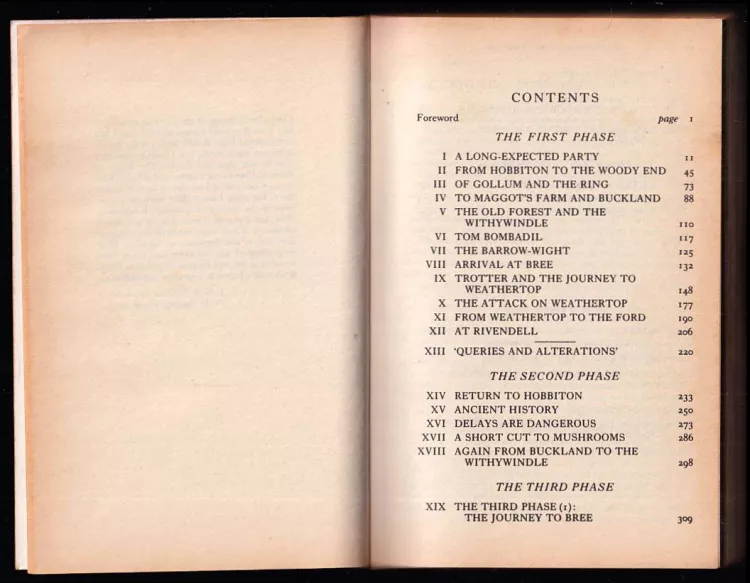 CONTENTS
Foreword page 1
THE FIRST PHASE
I A LONG-EXPECTED PARTY 11
II FROM HOBBITON TO THE WOODY END 45
III OF GOLLUM AND THE RING 73
IV TO MAGGOT'S FARM AND BUCKLAND 88
V THE OLD FOREST AND THE
WITHYWINDLE 110
VI TOM BOMBADIL 117
VII THE BARROW-WIGHT 125
VIII ARRIVAL AT BREE 132
IX TROTTER AND THE JOURNEY TO
WEATHERTOP 148
X THE ATTACK ON WEATHERTOP 177
XI FROM WEATHERTOP TO THE FORD 190
XII AT RIVENDELL 206
XIII 'QUERIES AND ALTERATIONS' 220
THE SECOND PHASE
XIV RETURN TO HOBBITON 233
XV ANCIENT HISTORY 250
XVI DELAYS ARE DANGEROUS 273
XVII A SHORT CUT TO MUSHROOMS 286
XVIII AGAIN FROM BUCKLAND TO THE
WITHYWINDLE 298
THE THIRD PHASE
XIX THE THIRD PHASE (1):
THE JOURNEY TO BREE 309